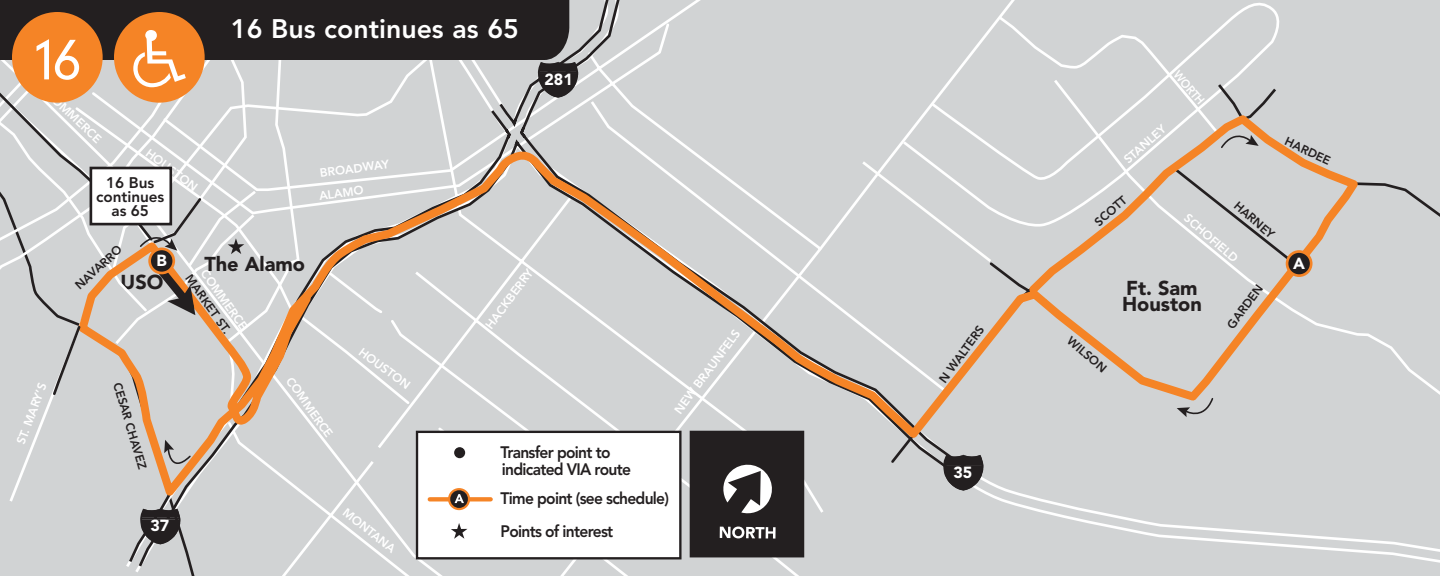 16 Bus continues as 65
16
281
WORTH
STANLEY
HARDEE
COMMERCE
HOUSTON
BROADWAY
ALAMO
16 Bus
continues
as 65
SCOTT
HARNEY
SCHOFIELD
NAVARRO
B
USO
The Alamo
A
MARKET ST.
COMMERCE
HACKBERRY
Ft. Sam
Houston
GARDEN
NEW BRAUNFELS
N WALTERS
WILSON
HOUSTON
COMMERCE
ST. MARY'S
CESAR CHAVEZ
35
37
MONTANA
Transfer point to
indicated VIA route
A
Time point (see schedule)
Points of interest
NORTH